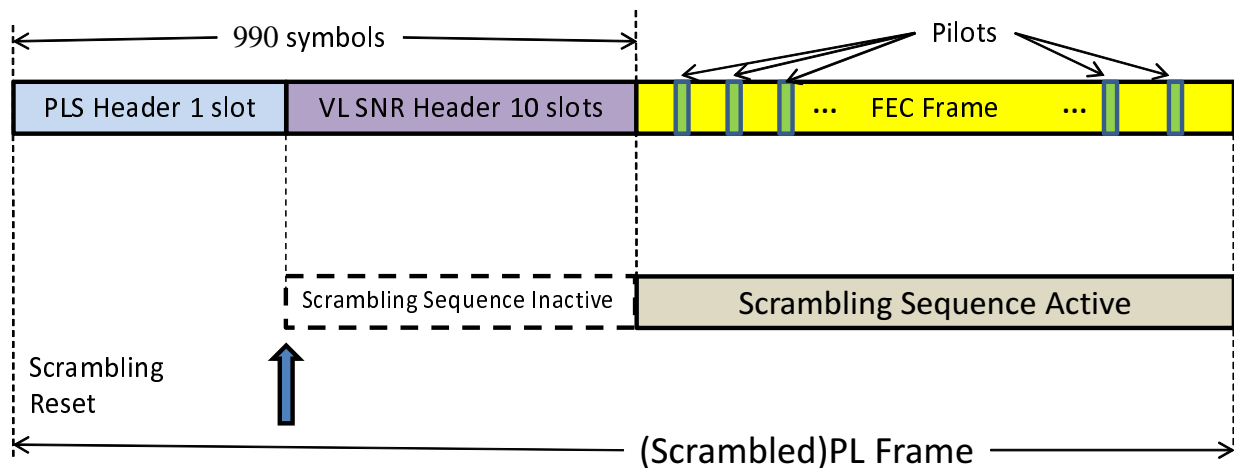 990 symbols
Pilots
PLS Header 1 slot
VL SNR Header 10 slots
...
FEC Frame
...
Scrambling Sequence Inactive
Scrambling Sequence Active
Scrambling
Reset
(Scrambled)PL Frame